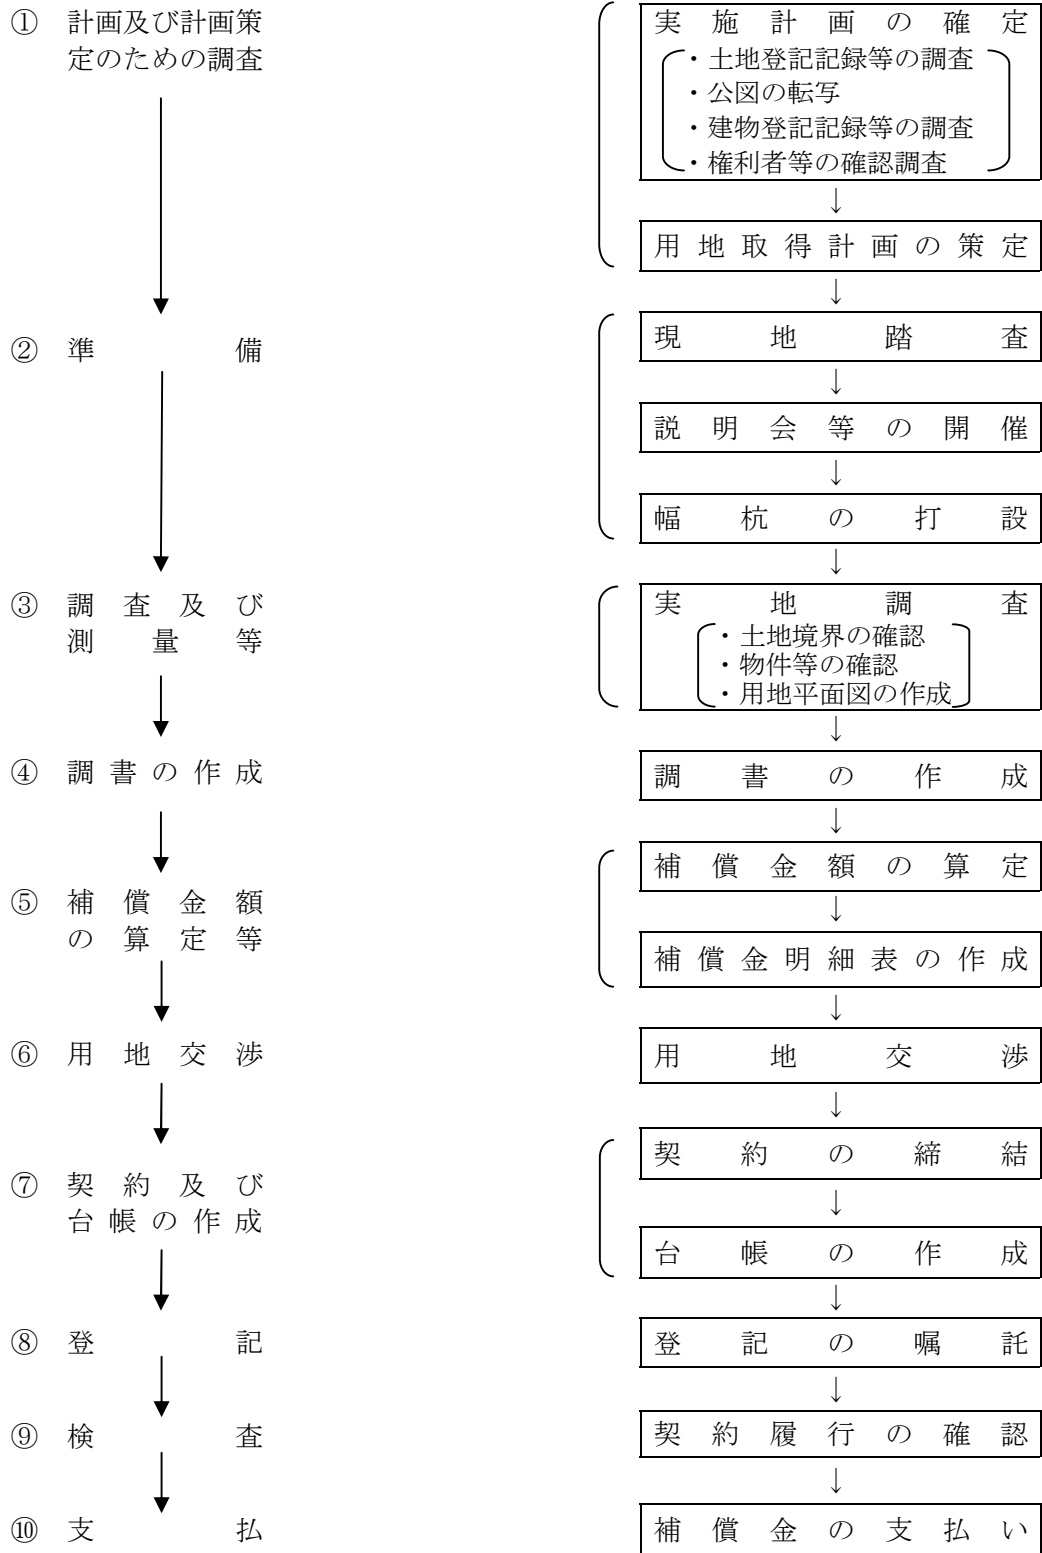 ① 計画及び計画策
定のための調査
実施計画の確定
・土地登記記録等の調査
・公図の転写
・建物登記記録等の調査
・権利者等の確認調査
↓
用地取得計画の策定
↓
② 準備
現地踏査
↓
説明会等の開催
↓
幅杭の打設
↓
③ 調査及び
測量等
実地調査
・土地境界の確認
・物件等の確認
・用地平面図の作成
↓
④ 調書の作成
調書の作成
↓
⑤ 補償金額
の算定等
補償金額の算定
↓
補償金明細表の作成
↓
⑥ 用地交渉
用地交渉
↓
⑦ 契約及び
台帳の作成
契約の締結
↓
台帳の作成
↓
⑧ 登記
登記の嘱託
↓
⑨ 検査
契約履行の確認
↓
⑩ 支払
補償金の支払い